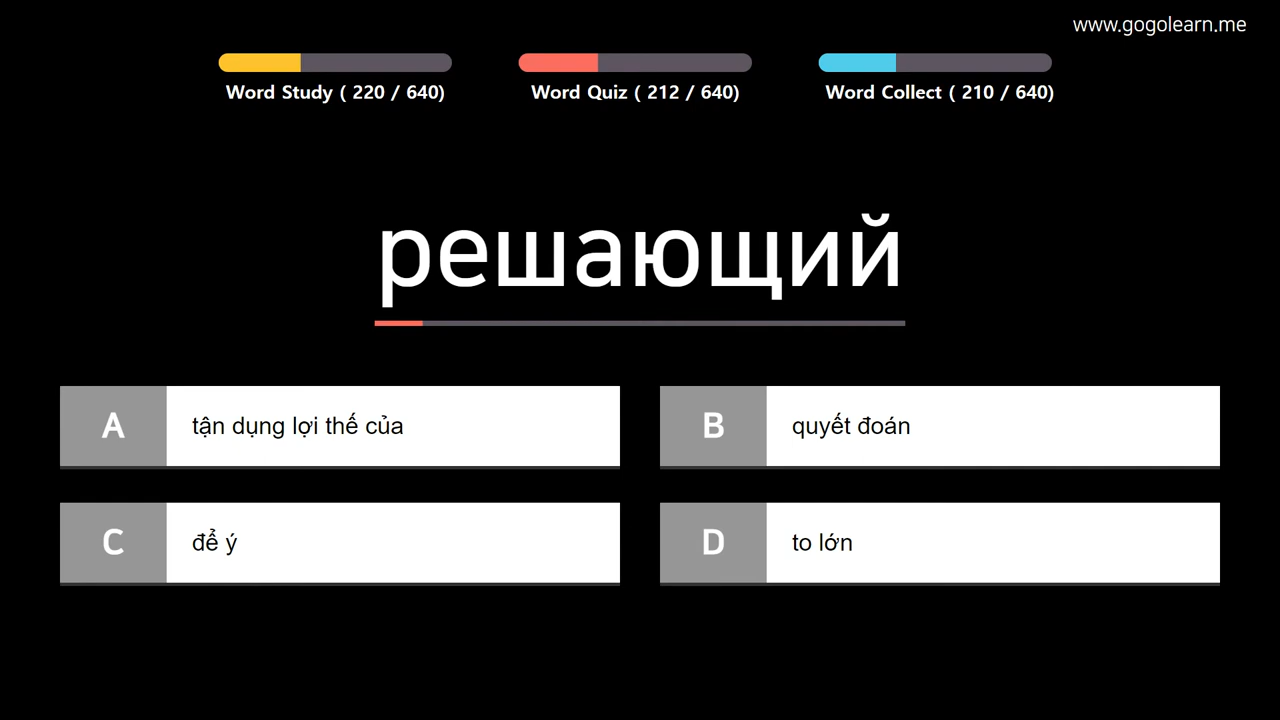 www.gogolearn.me
Word Study ( 220 / 640)
Word Quiz ( 212 / 640)
Word Collect ( 210 / 640)
решающий
A tận dụng lợi thế của
B quyết đoán
C để ý
D to lớn